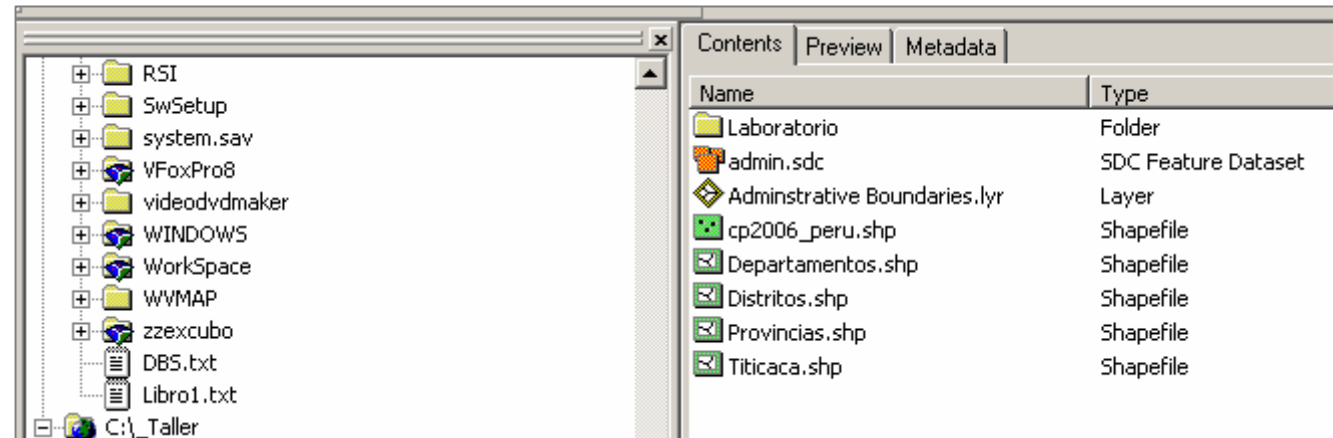 RSI
SwSetup
system.sav
VFoxPro8
videodvdmaker
WINDOWS
WorkSpace
WVMAP
zzexcubo
DBS.txt
Libro1.txt
C:\_Taller
Contents Preview Metadata
Name Type
Laboratorio Folder
admin.sdc SDC Feature Dataset
Adminstrative Boundaries.lyr Layer
cp2006_peru.shp Shapefile
Departamentos.shp Shapefile
Distritos.shp Shapefile
Provincias.shp Shapefile
Titicaca.shp Shapefile